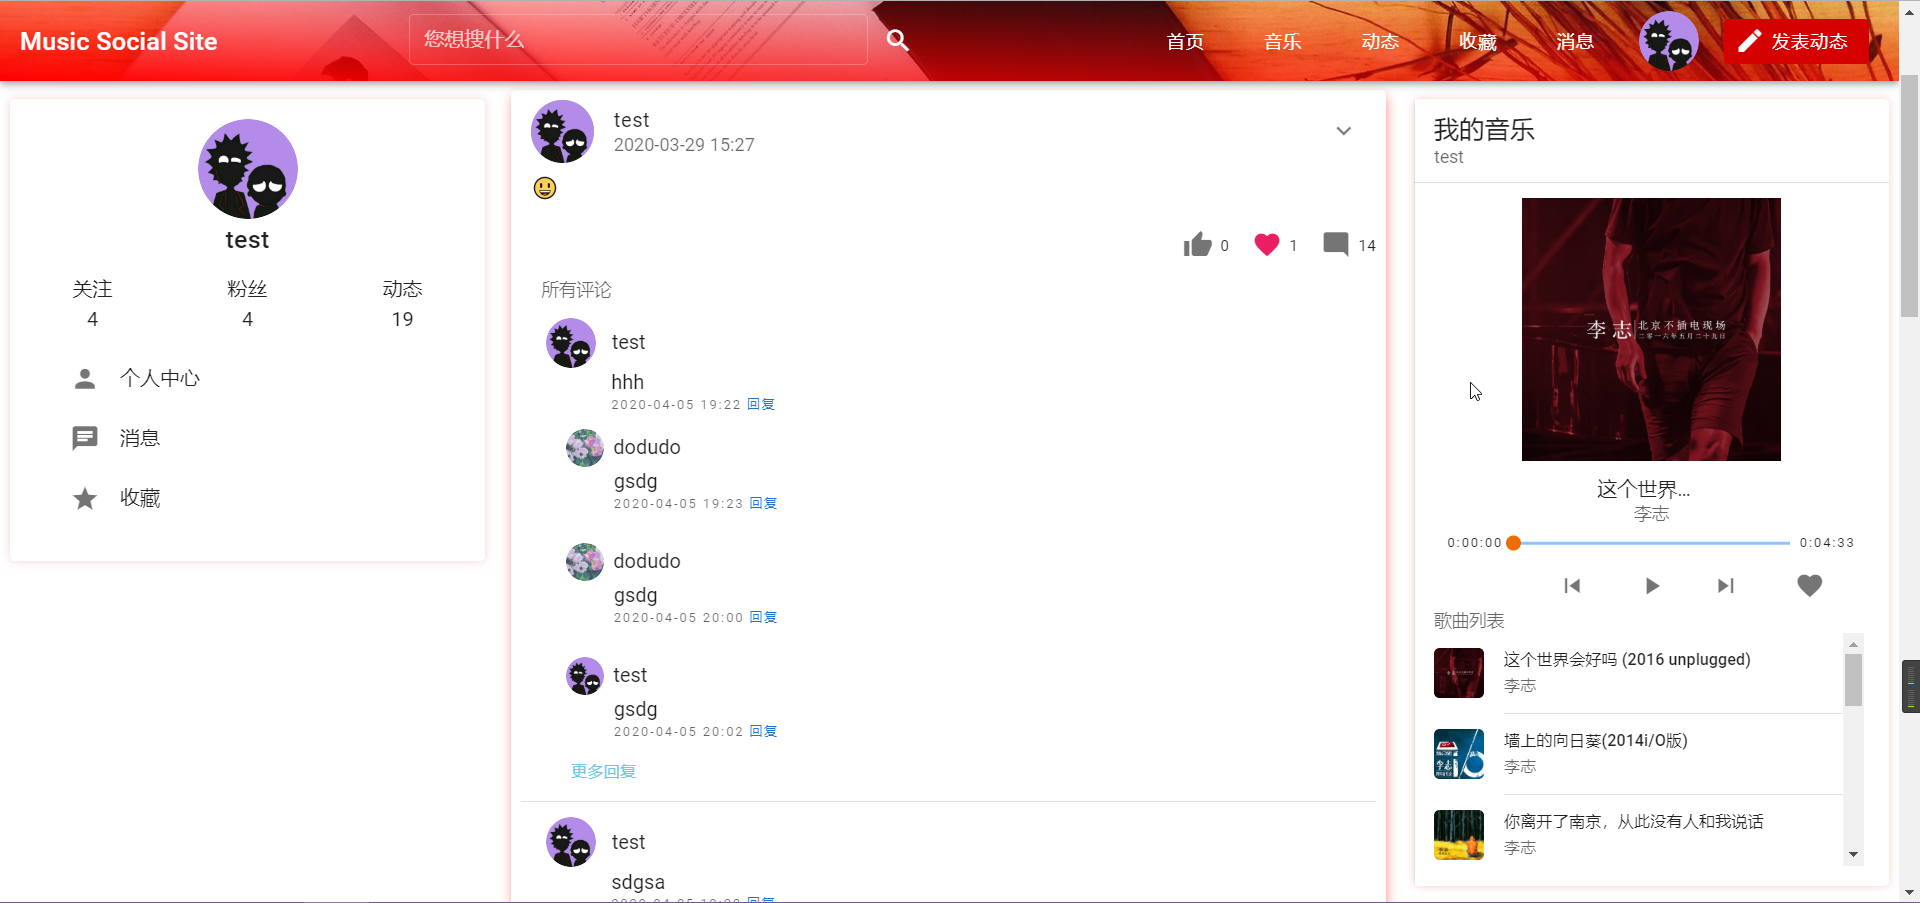 Music Social Site
您想搜什么
首页
音乐
动态
收藏
消息
发表动态
test
关注
粉丝
动态
4
4
19
个人中心
消息
收藏
test
2020-03-29 15:27
0
1
14
所有评论
test
hhh
2020-04-05 19:22 回复
dodudo
gsdg
2020-04-05 19:23 回复
dodudo
gsdg
2020-04-05 20:00 回复
test
gsdg
2020-04-05 20:02 回复
更多回复
test
sdgsa
我的音乐
test
李志
北京不插电现场
二零一六年五月二十九日
这个世界...
李志
0:00:00
0:04:33
歌曲列表
这个世界会好吗 (2016 unplugged)
李志
墙上的向日葵(2014i/O版)
李志
你离开了南京，从此没有人和我说话
李志